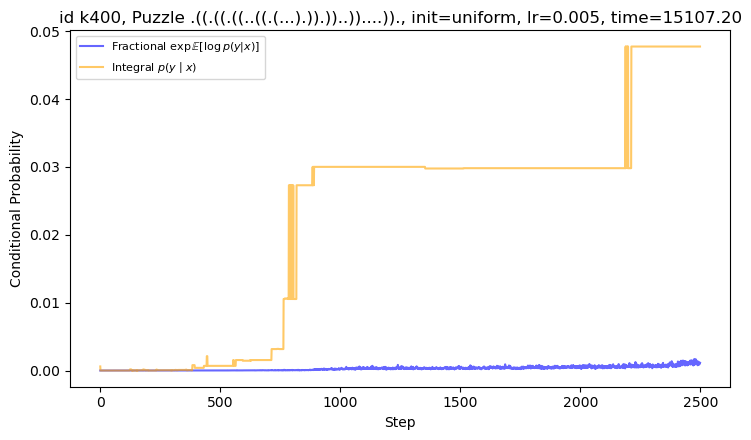 id k400, Puzzle .((.((.((..((.(...).)).))..))....))., init=uniform, lr=0.005, time=15107.20
Fractional exp𝔼[log p(y|x)]
Integral p(y | x)
Conditional Probability
0.05
0.04
0.03
0.02
0.01
0.00
0 500 1000 1500 2000 2500
Step